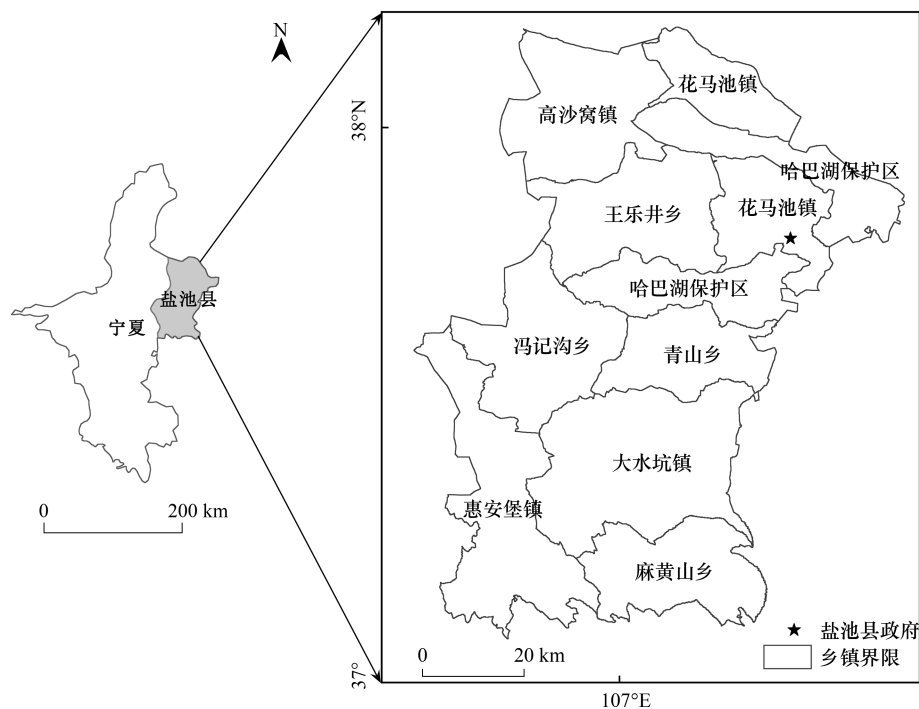 N
盐池县
宁夏
0 200 km
38°N
花马池镇
高沙窝镇
哈巴湖保护区
花马池镇
王乐井乡
哈巴湖保护区
冯记沟乡
青山乡
大水坑镇
惠安堡镇
麻黄山乡
盐池县政府
乡镇界限
0 20 km
37°
107°E